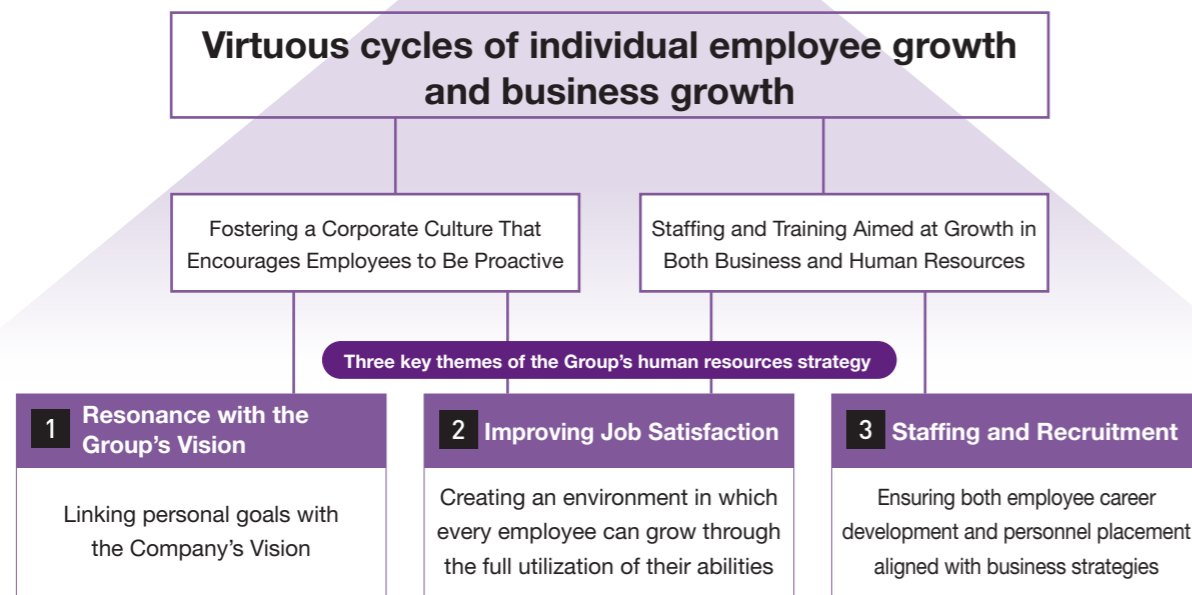 Virtuous cycles of individual employee growth
and business growth
Fostering a Corporate Culture That
Encourages Employees to Be Proactive
Staffing and Training Aimed at Growth in
Both Business and Human Resources
Three key themes of the Group’s human resources strategy
1 Resonance with the
Group’s Vision
Linking personal goals with
the Company’s Vision
2 Improving Job Satisfaction
Creating an environment in which
every employee can grow through
the full utilization of their abilities
3 Staffing and Recruitment
Ensuring both employee career
development and personnel placement
aligned with business strategies